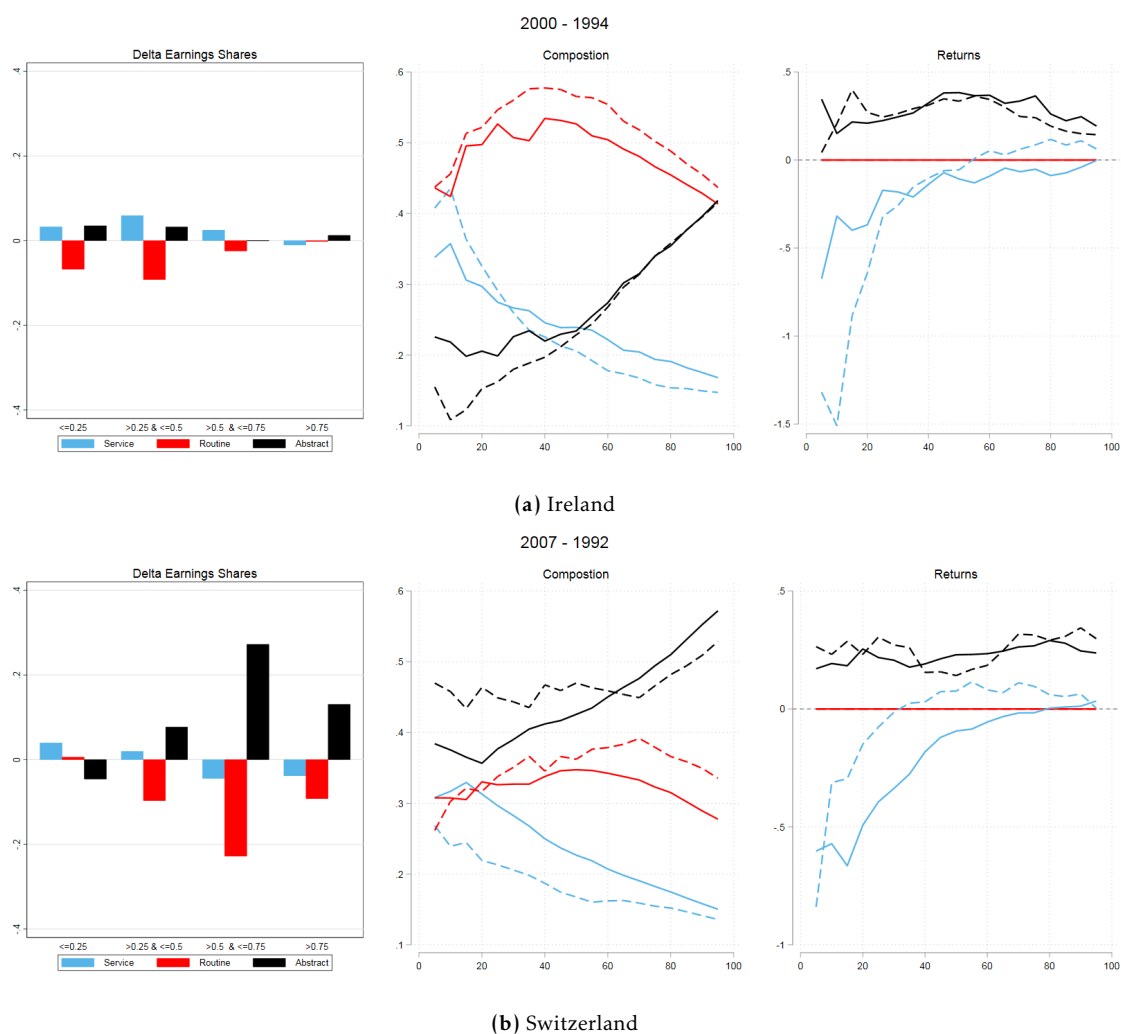 2000 - 1994
Delta Earnings Shares
.4
.2
0
-.2
-.4
<=0.25 >0.25 & <=0.5 >0.5 & <=0.75 >0.75
Service Routine Abstract
Compostion
.6
.5
.4
.3
.2
.1
0 20 40 60 80 100
Returns
.5
0
-.5
-1
-1.5
0 20 40 60 80 100
(a) Ireland
2007 - 1992
Delta Earnings Shares
.4
.2
0
-.2
-.4
<=0.25 >0.25 & <=0.5 >0.5 & <=0.75 >0.75
Service Routine Abstract
Compostion
.6
.5
.4
.3
.2
.1
0 20 40 60 80 100
Returns
.5
0
-.5
-1
0 20 40 60 80 100
(b) Switzerland